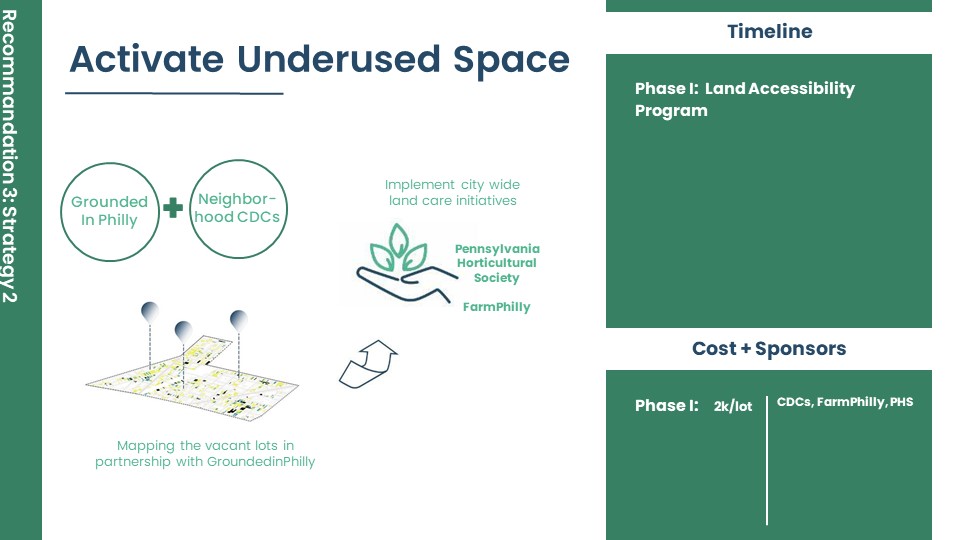 Recommandation 3: Strategy 2
Activate Underused Space
Grounded
In Philly
Neighbor-
hood CDCs
Mapping the vacant lots in
partnership with GroundedinPhilly
Implement city wide
land care initiatives
Pennsylvania
Horticultural
Society
FarmPhilly
Timeline
Phase I: Land Accessibility
Program
Cost + Sponsors
Phase I: 2k/lot
CDCs, FarmPhilly, PHS